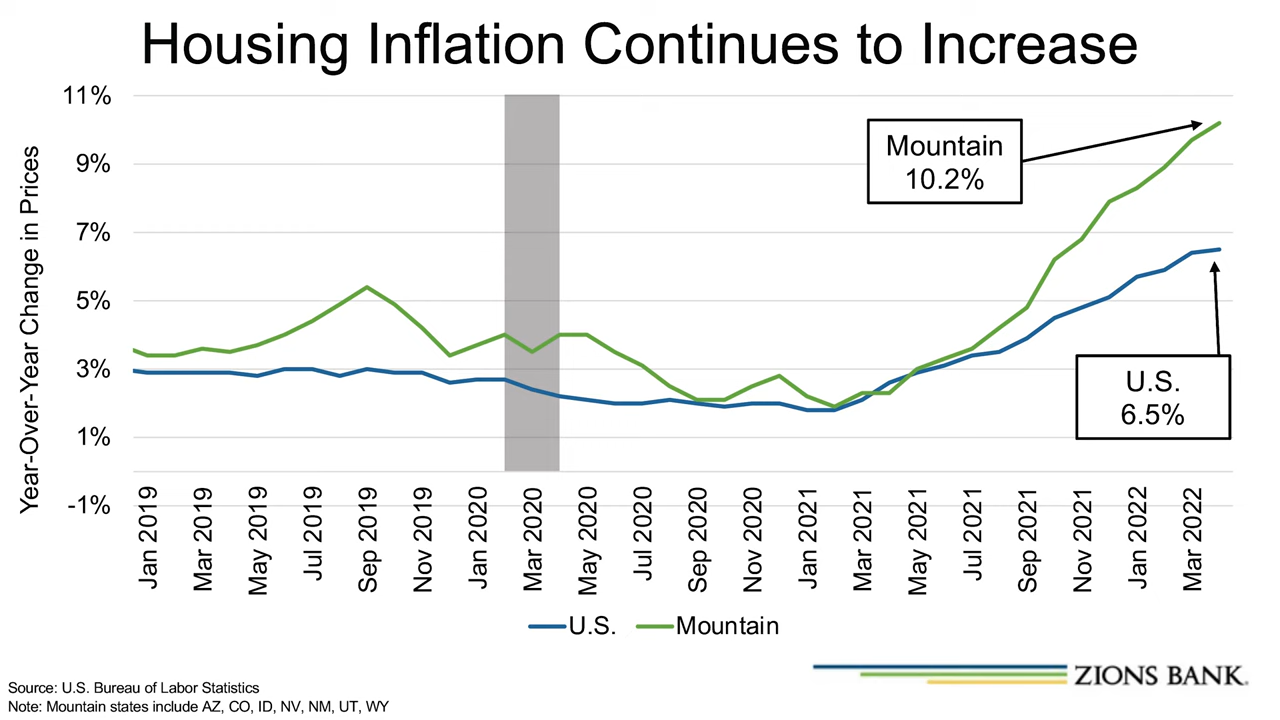 Housing Inflation Continues to Increase
Year-Over-Year Change in Prices
11%
9%
7%
5%
3%
1%
-1%
Mountain
10.2%
U.S.
6.5%
Jan 2019
Mar 2019
May 2019
Jul 2019
Sep 2019
Nov 2019
Jan 2020
Mar 2020
May 2020
Jul 2020
Sep 2020
Nov 2020
Jan 2021
Mar 2021
May 2021
Jul 2021
Sep 2021
Nov 2021
Jan 2022
Mar 2022
U.S. Mountain
Source: U.S. Bureau of Labor Statistics
Note: Mountain states include AZ, CO, ID, NV, NM, UT, WY
ZIONS BANK.